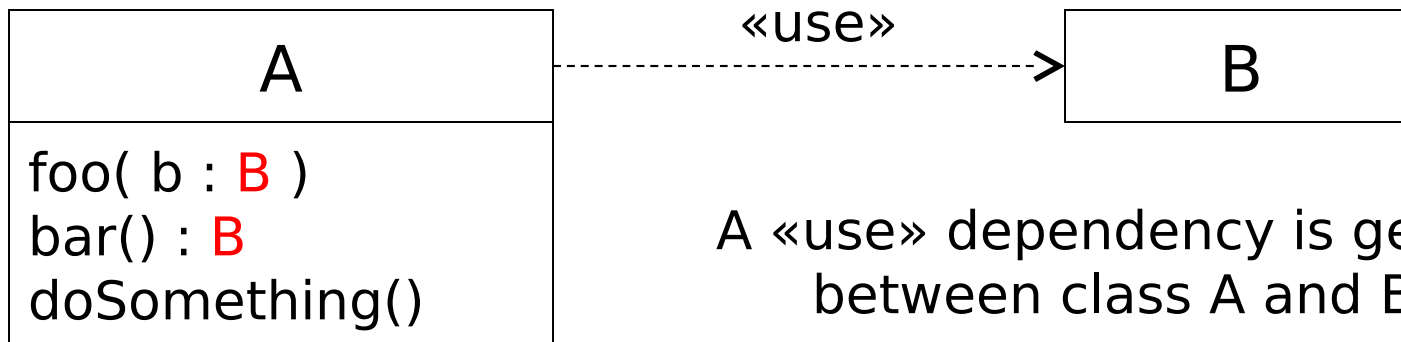 «use»
A
B
foo( b : B )
bar() : B
doSomething()
A «use» dependency is
between class A and